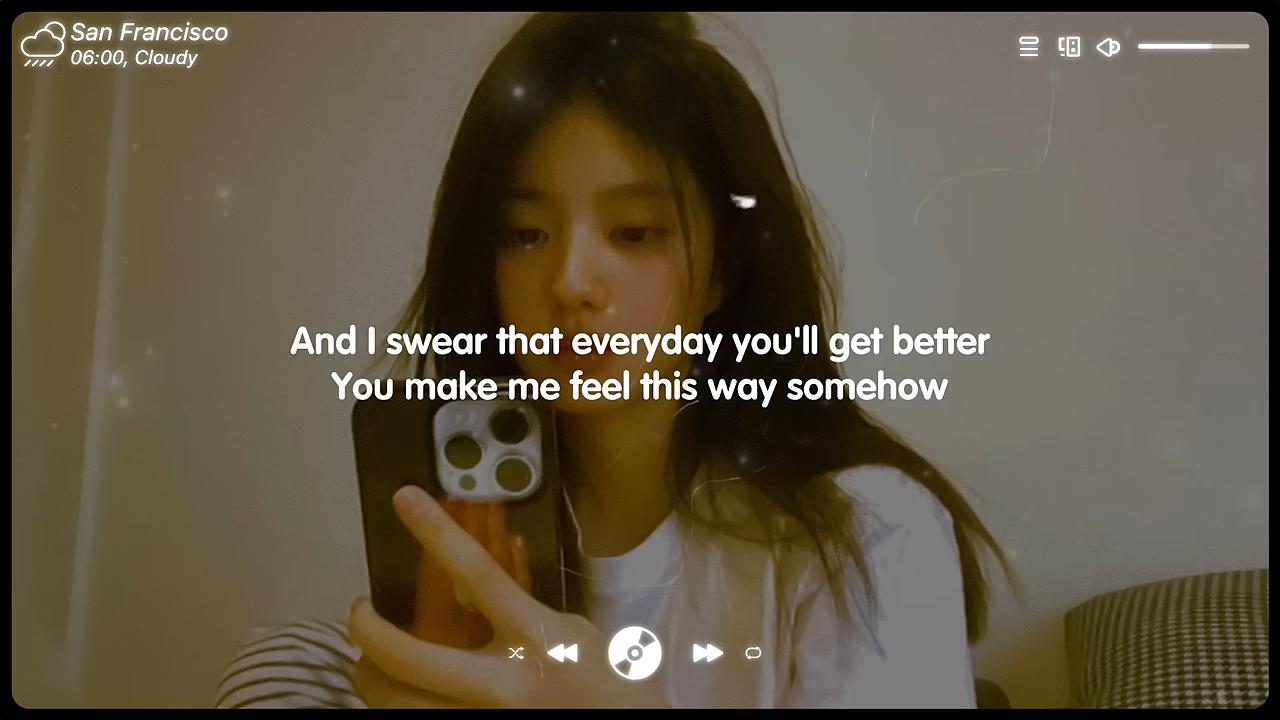 San Francisco
06:00, Cloudy
And I swear that everyday you'll get better
You make me feel this way somehow